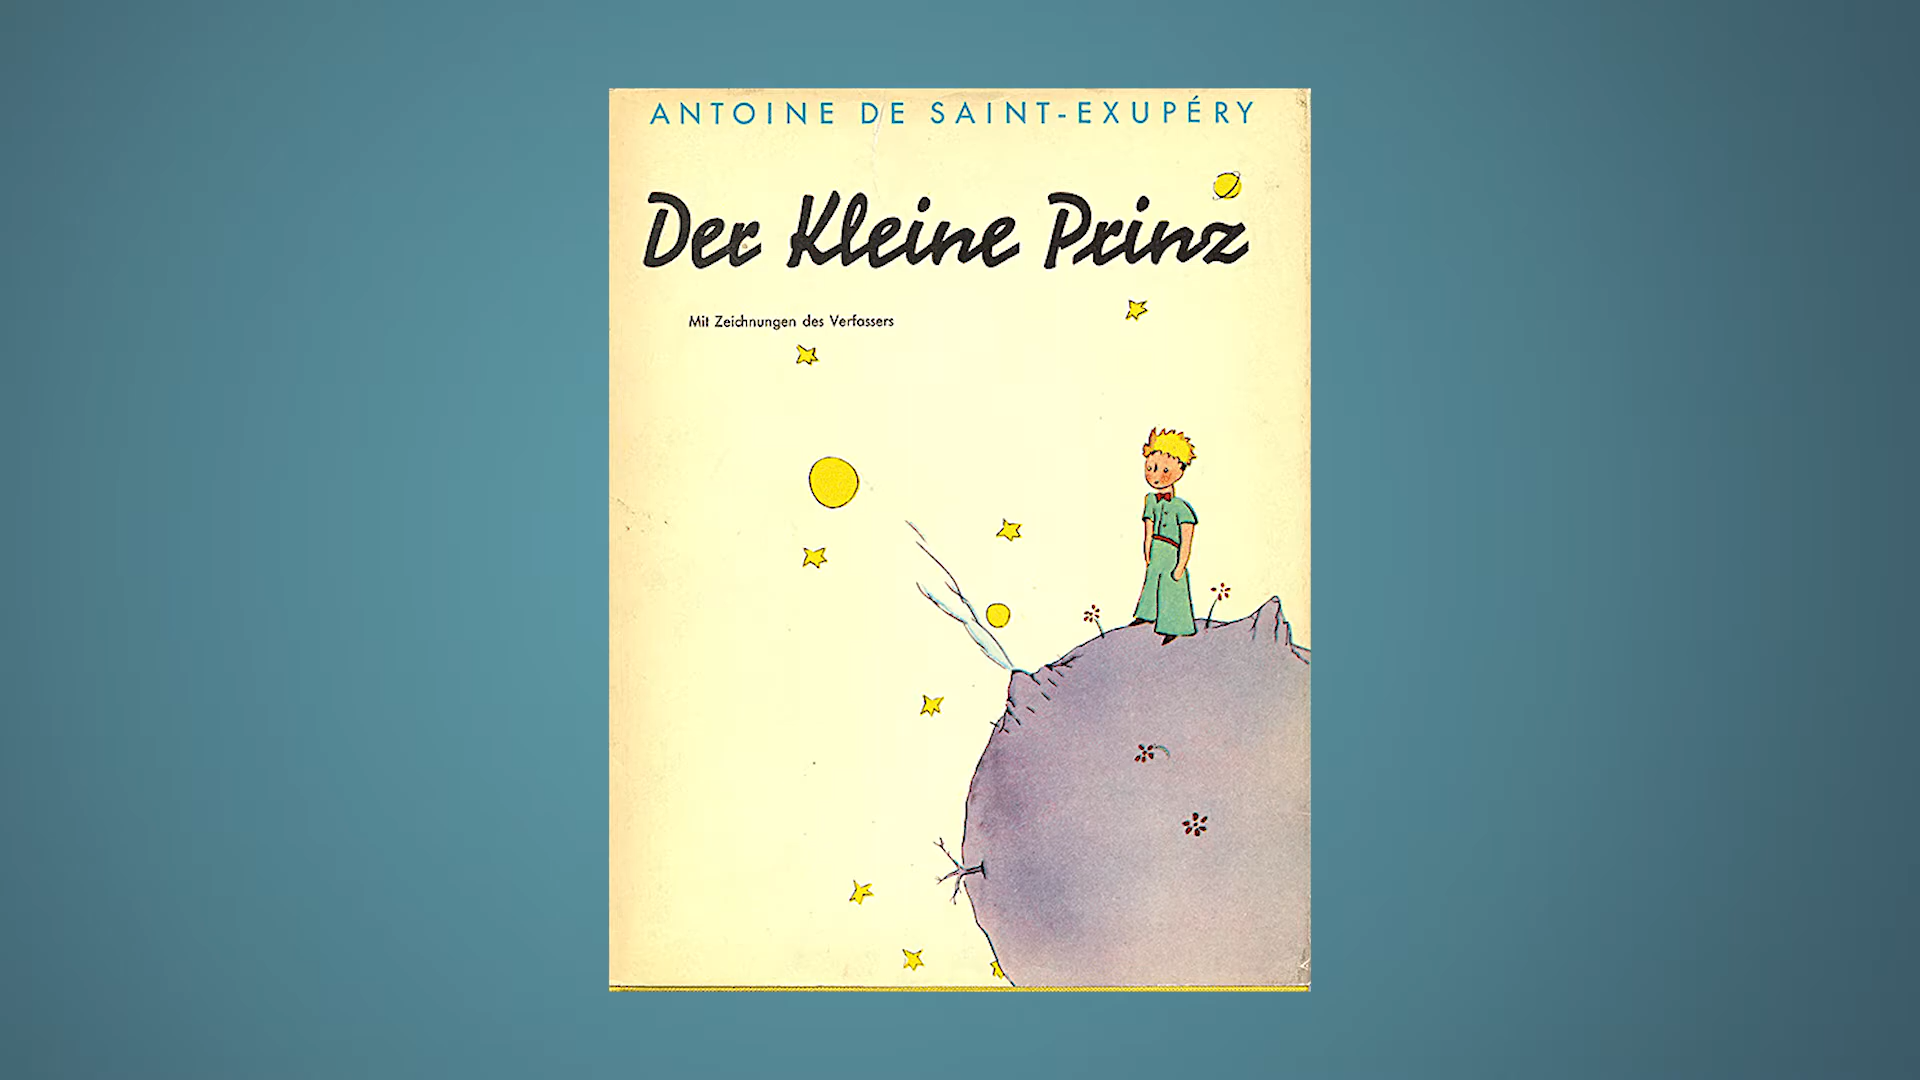 ANTOINE DE SAINT-EXUPÉRY
Der Kleine Prinz
Mit Zeichnungen des Verfassers